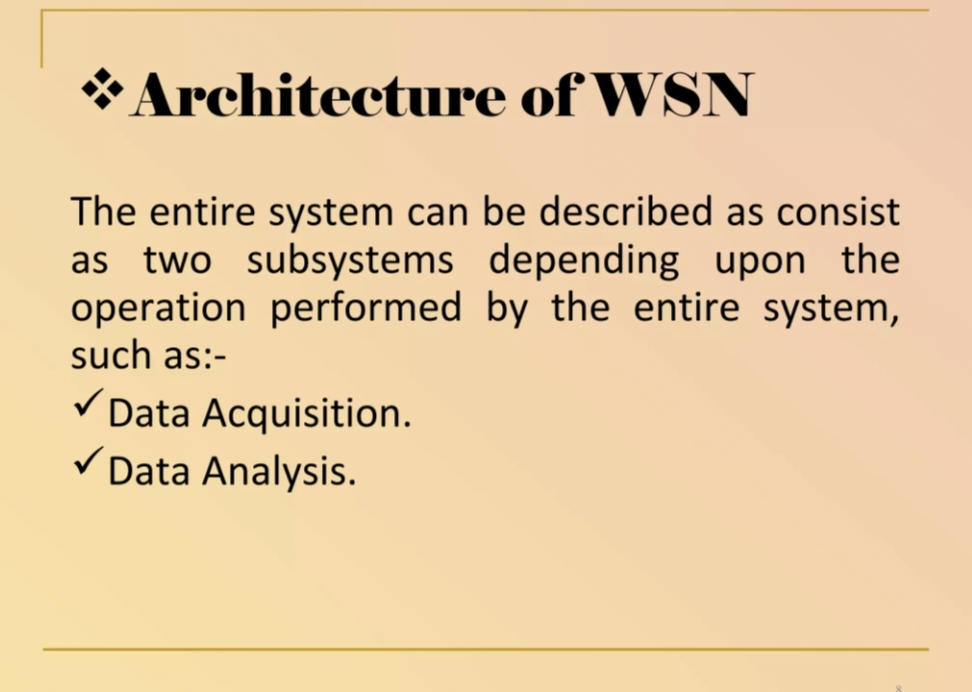 ❖Architecture of WSN
The entire system can be described as consist
as two subsystems depending upon the
operation performed by the entire system,
such as:-
✓Data Acquisition.
✓Data Analysis.
8